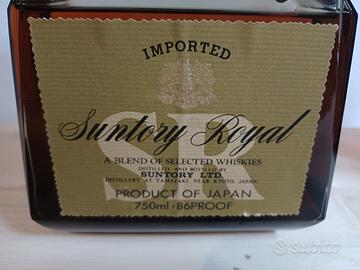 IMPORTED
SR
Suntory Royal
A BLEND OF SELECTED WHISKIES
DISTILLED AND BOTTLED BY
SUNTORY LTD.
DISTILLERY AT YAMAZAKI, NEAR KYOTO, JAPAN
PRODUCT OF JAPAN
750ml · 86PROOF
subito